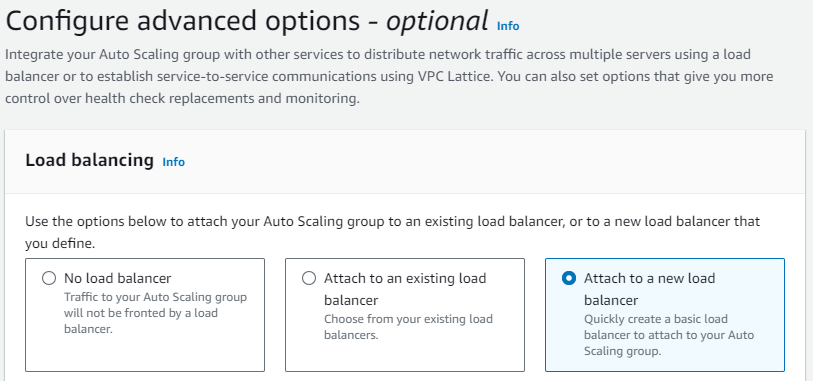 Configure advanced options - optional Info
Integrate your Auto Scaling group with other services to distribute network traffic across multiple servers using a load
balancer or to establish service-to-service communications using VPC Lattice. You can also set options that give you more
control over health check replacements and monitoring.
Load balancing Info
Use the options below to attach your Auto Scaling group to an existing load balancer, or to a new load balancer that
you define.
No load balancer
Traffic to your Auto Scaling group
will not be fronted by a load
balancer.
Attach to an existing load
balancer
Choose from your existing load
balancers.
Attach to a new load
balancer
Quickly create a basic load
balancer to attach to your Auto
Scaling group.